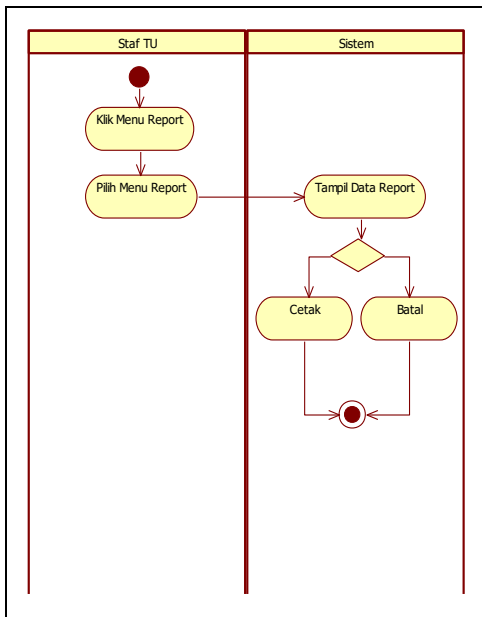 Staf TU
Sistem
Klik Menu Report
Pilih Menu Report
Tampil Data Report
Cetak
Batal